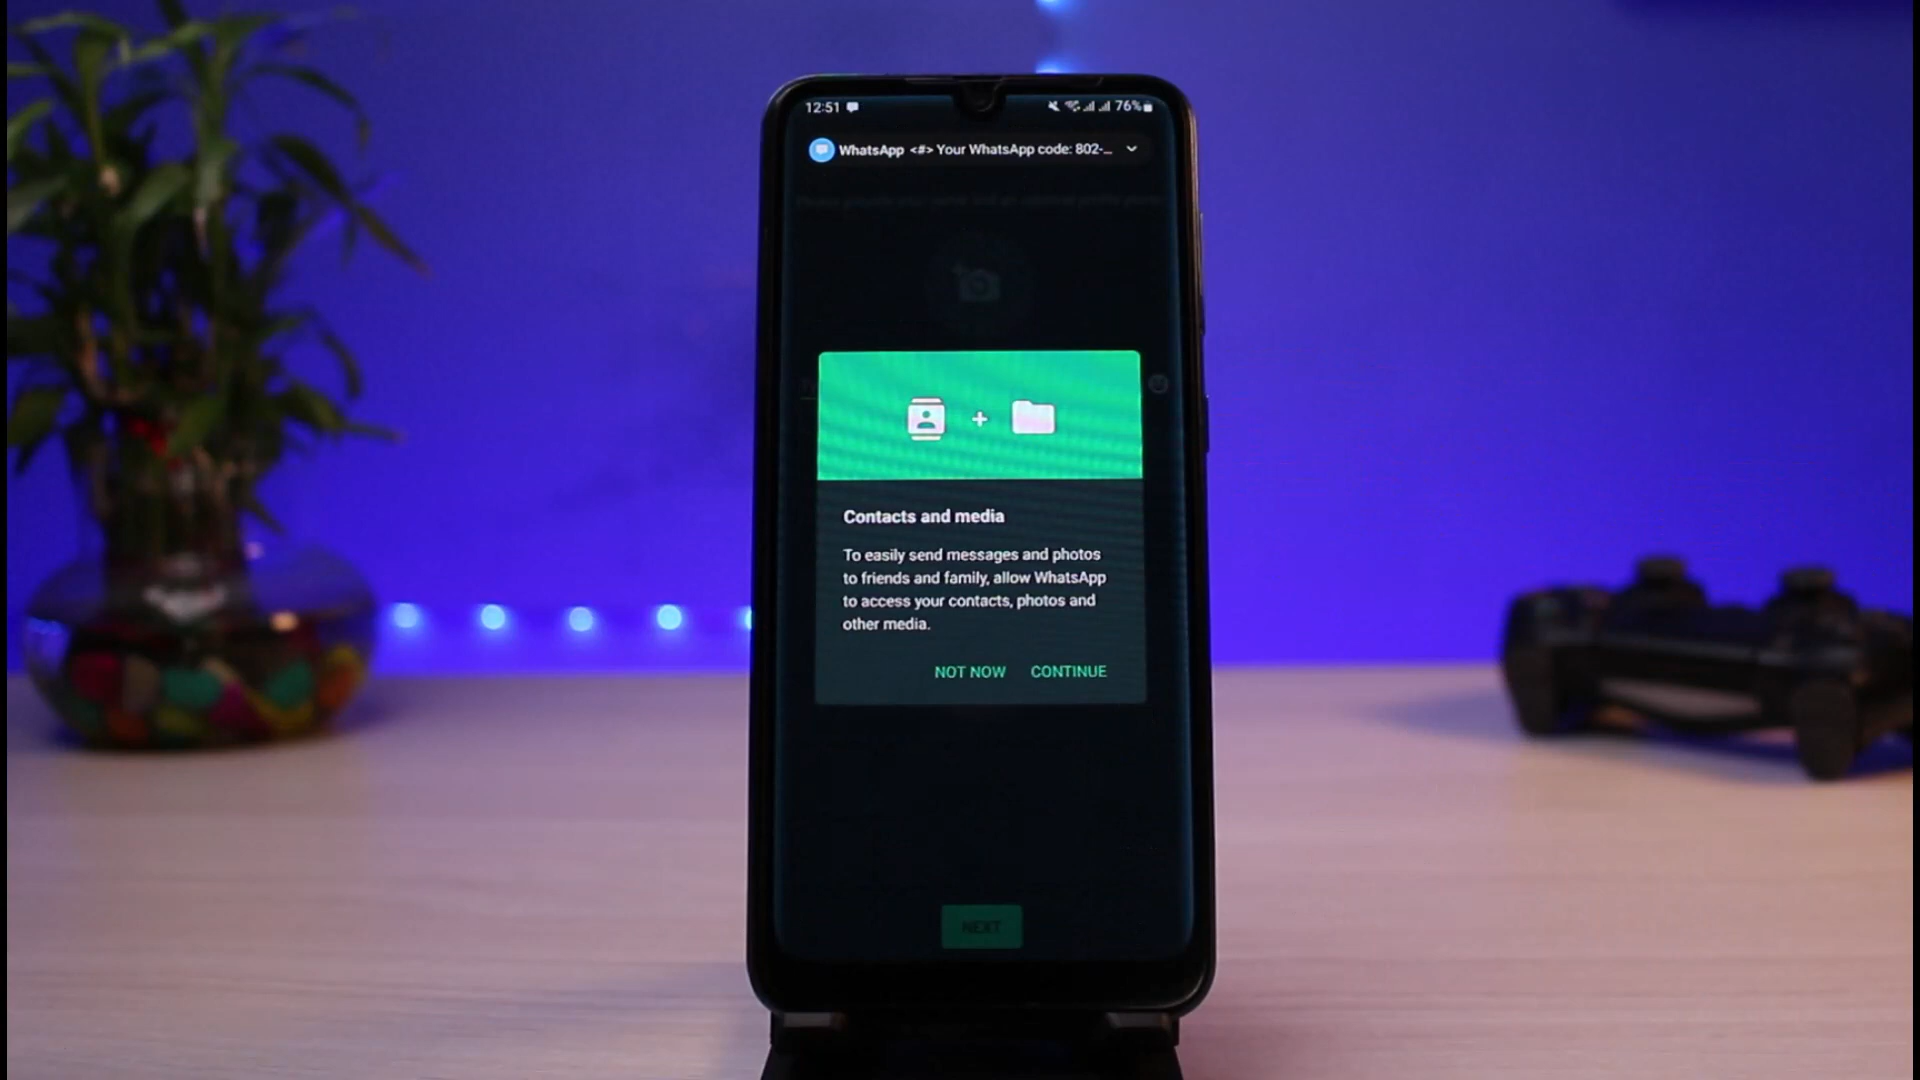 12:51
76%
WhatsApp <#> Your WhatsApp code: 802-...
Contacts and media
To easily send messages and photos
to friends and family, allow WhatsApp
to access your contacts, photos and
other media.
NOT NOW CONTINUE
NEXT